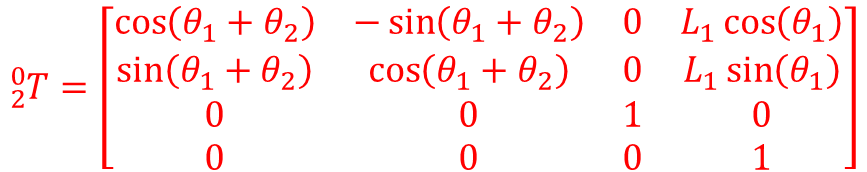 ⁰₂T = [cos(θ₁ + θ₂) − sin(θ₁ + θ₂) 0 L₁ cos(θ₁)
sin(θ₁ + θ₂) cos(θ₁ + θ₂) 0 L₁ sin(θ₁)
0 0 1 0
0 0 0 1]